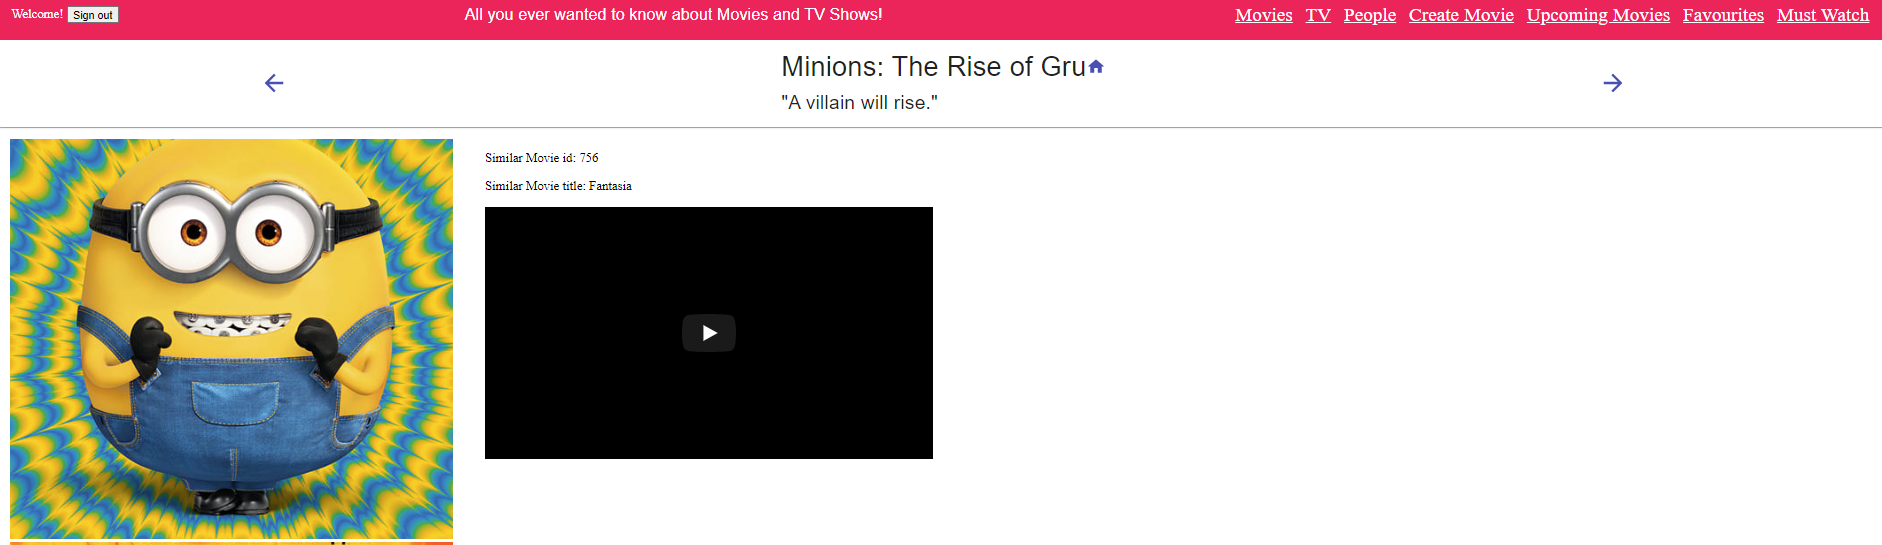 Welcome! Sign out
All you ever wanted to know about Movies and TV Shows!
Movies TV People Create Movie Upcoming Movies Favourites Must Watch
Minions: The Rise of Gru
"A villain will rise."
Similar Movie id: 756
Similar Movie title: Fantasia